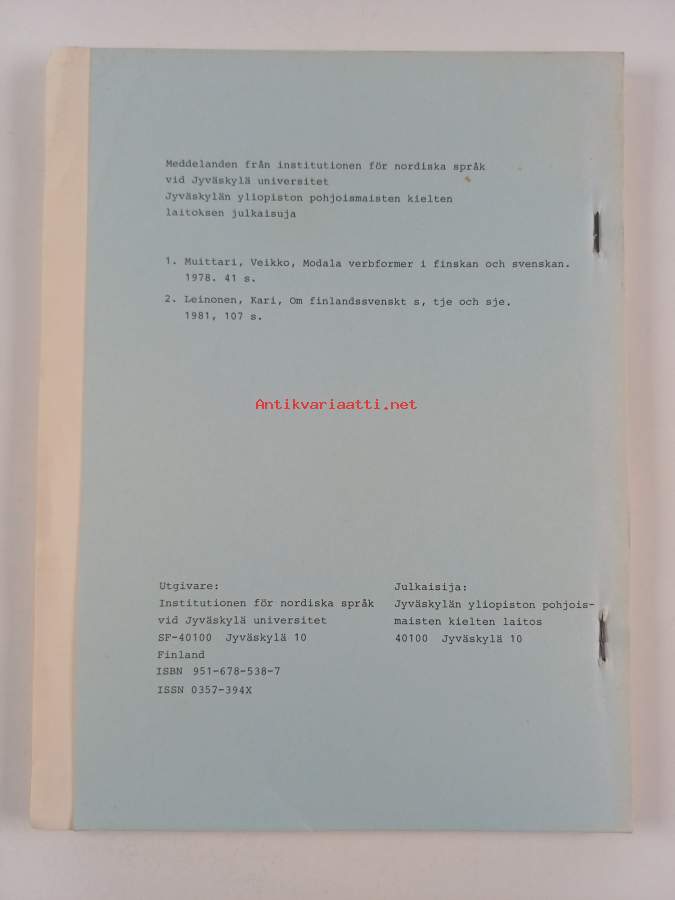 Meddelanden från institutionen för nordiska språk
vid Jyväskylä universitet
Jyväskylän yliopiston pohjoismaisten kielten
laitoksen julkaisuja
1. Muittari, Veikko, Modala verbformer i finskan och svenskan.
1978. 41 s.
2. Leinonen, Kari, Om finlandssvenskt s, tje och sje.
1981, 107 s.
Antikvariaatti.net
Utgivare:
Institutionen för nordiska språk
vid Jyväskylä universitet
SF-40100 Jyväskylä 10
Finland
ISBN 951-678-538-7
ISSN 0357-394X
Julkaisija:
Jyväskylän yliopiston pohjois-
maisten kielten laitos
40100 Jyväskylä 10